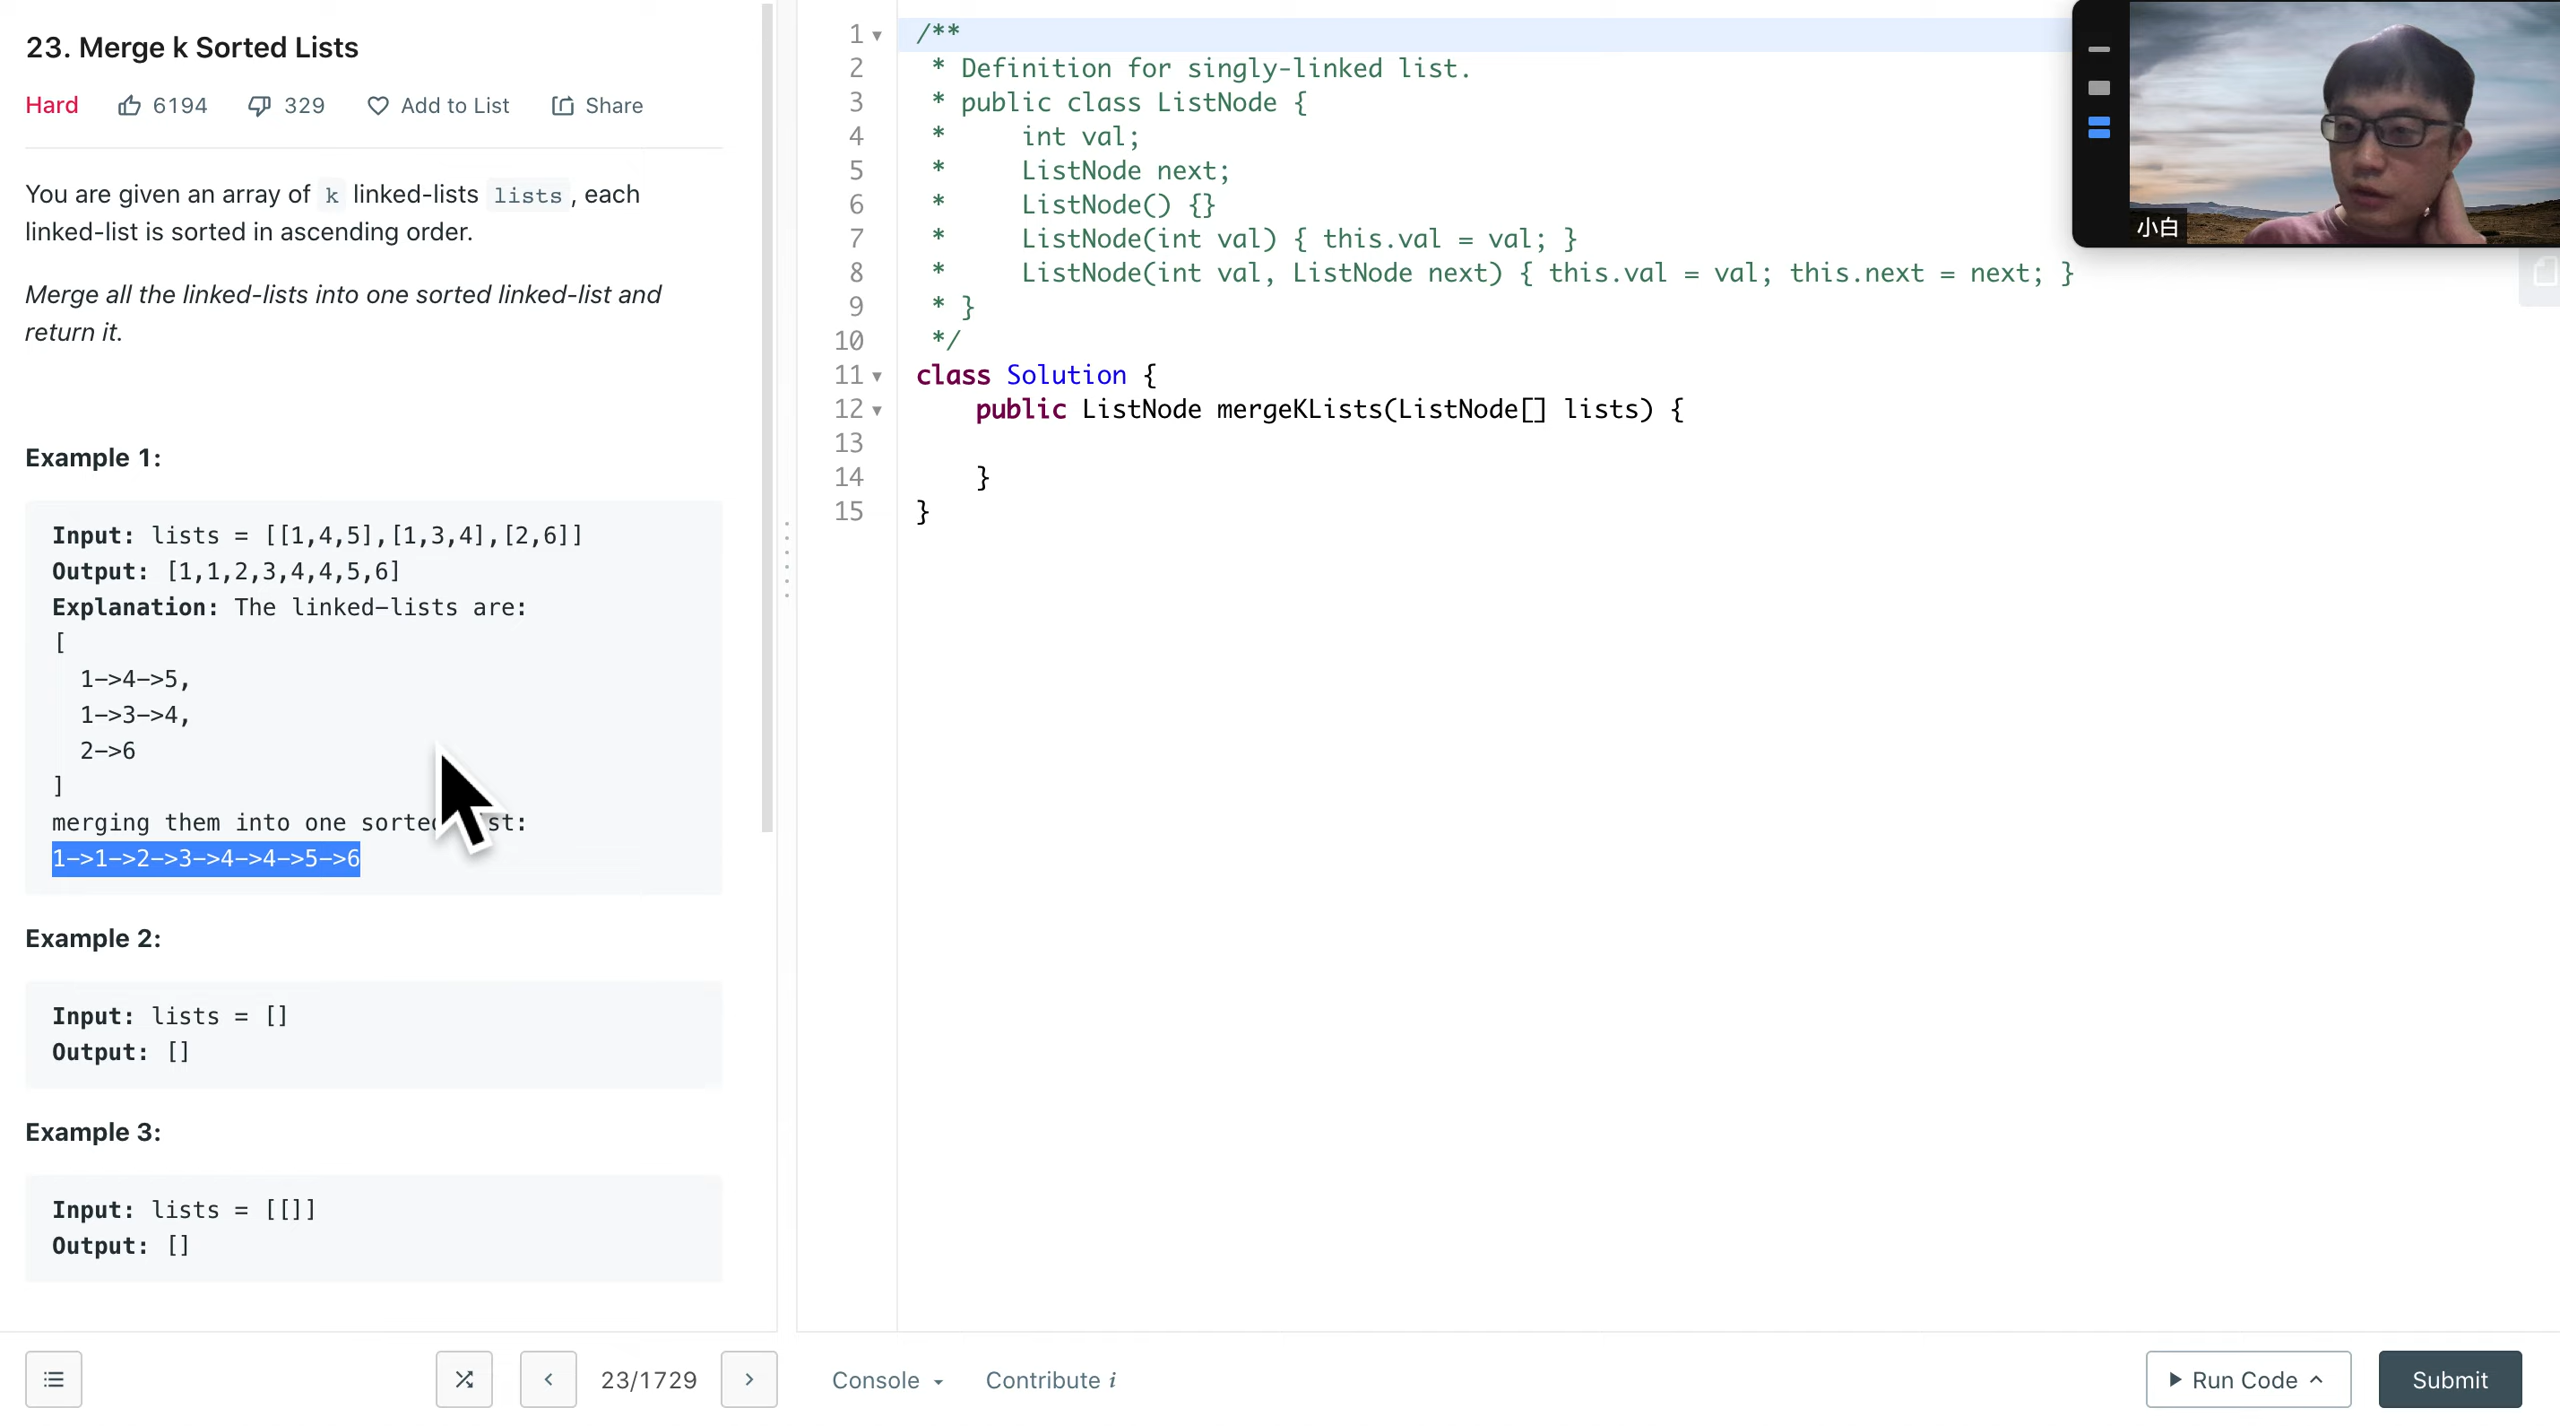 23. Merge k Sorted Lists
Hard 6194 329 Add to List Share
You are given an array of k linked-lists lists, each
linked-list is sorted in ascending order.
Merge all the linked-lists into one sorted linked-list and
return it.
Example 1:
Input: lists = [[1,4,5],[1,3,4],[2,6]]
Output: [1,1,2,3,4,4,5,6]
Explanation: The linked-lists are:
[
1->4->5,
1->3->4,
2->6
]
merging them into one sorted st:
1->1->2->3->4->4->5->6
Example 2:
Input: lists = []
Output: []
Example 3:
Input: lists = [[]]
Output: []
23/1729
1 /**
2 * Definition for singly-linked list.
3 * public class ListNode {
4 * int val;
5 * ListNode next;
6 * ListNode() {}
7 * ListNode(int val) { this.val = val; }
8 * ListNode(int val, ListNode next) { this.val = val; this.next = next; }
9 * }
10 */
11 class Solution {
12 public ListNode mergeKLists(ListNode[] lists) {
13
14 }
15 }
小白
Console Contribute i
Run Code Submit